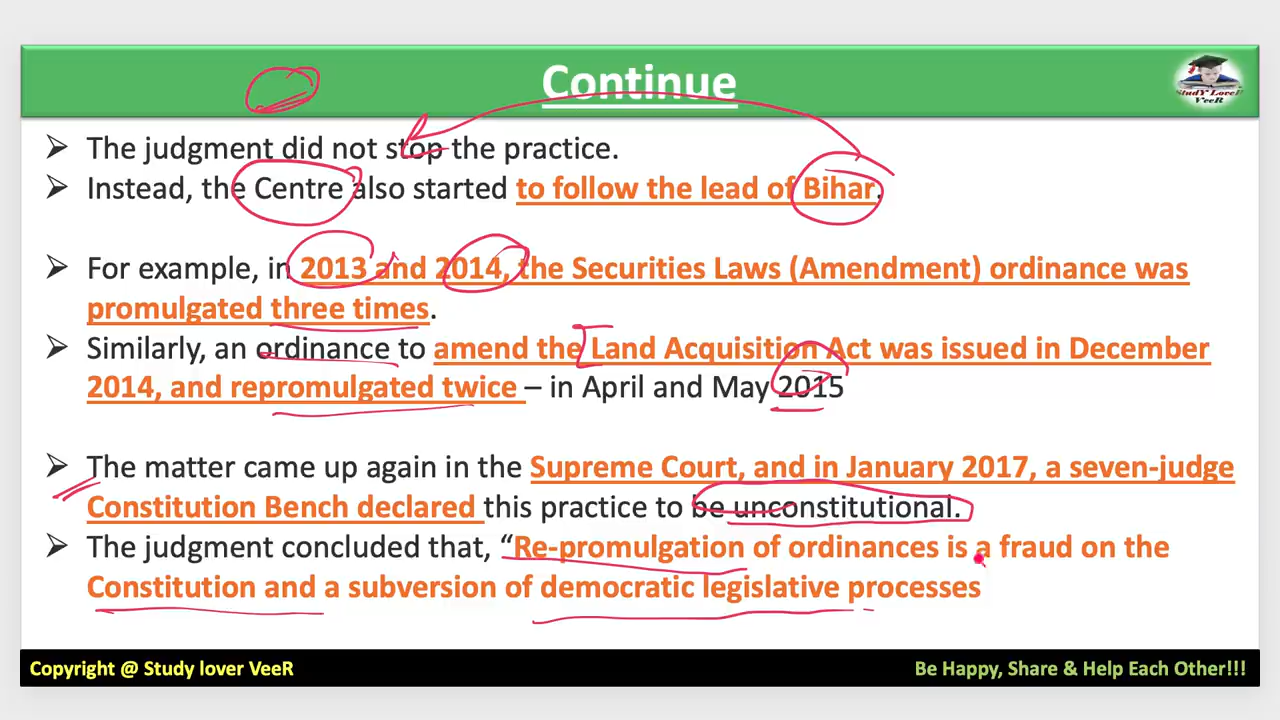 Continue
StudY LoveR
VeeR
➤ The judgment did not stop the practice.
➤ Instead, the Centre also started to follow the lead of Bihar.
➤ For example, in 2013 and 2014, the Securities Laws (Amendment) ordinance was
promulgated three times.
➤ Similarly, an ordinance to amend the Land Acquisition Act was issued in December
2014, and repromulgated twice – in April and May 2015
➤ The matter came up again in the Supreme Court, and in January 2017, a seven-judge
Constitution Bench declared this practice to be unconstitutional.
➤ The judgment concluded that, “Re-promulgation of ordinances is a fraud on the
Constitution and a subversion of democratic legislative processes
Copyright @ Study lover VeeR
Be Happy, Share & Help Each Other!!!